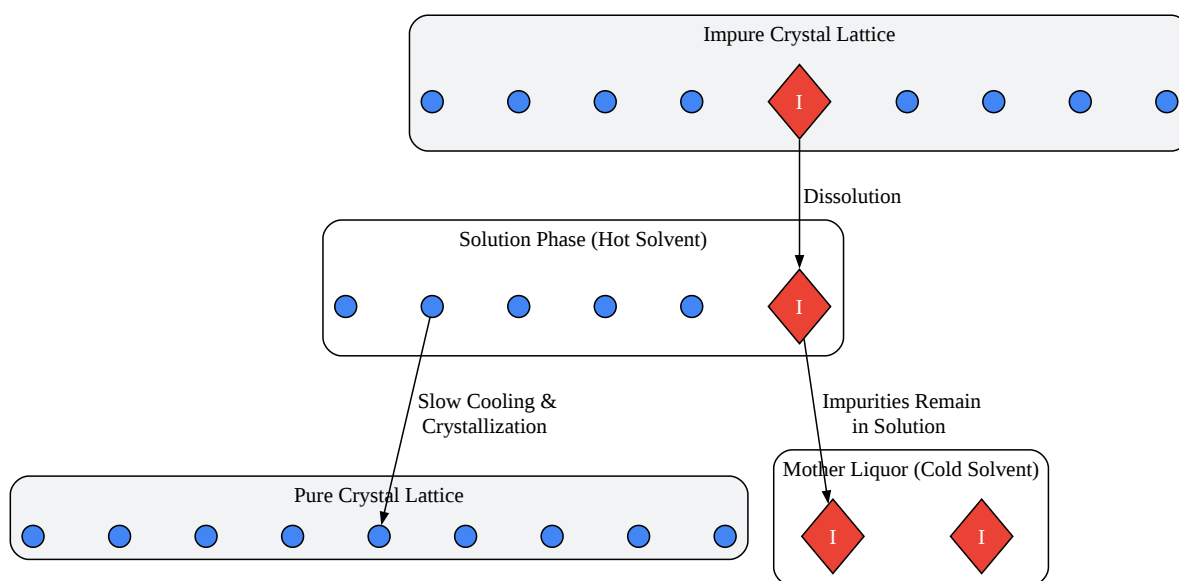 Impure Crystal Lattice
I
Dissolution
Solution Phase (Hot Solvent)
I
Slow Cooling &
Crystallization
Impurities Remain
in Solution
Mother Liquor (Cold Solvent)
Pure Crystal Lattice
I
I